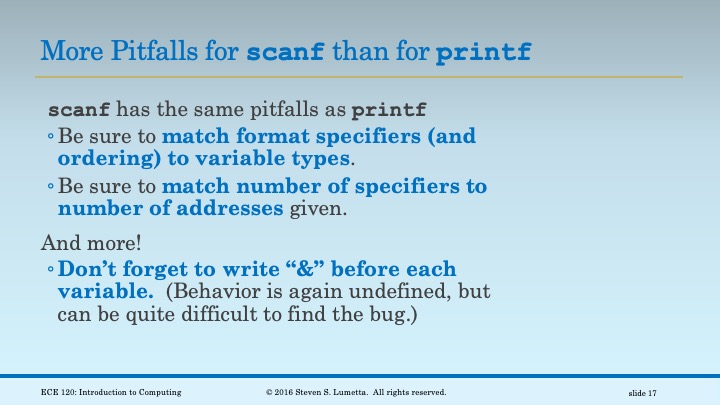 More Pitfalls for scanf than for printf
scanf has the same pitfalls as printf
◦Be sure to match format specifiers (and
ordering) to variable types.
◦Be sure to match number of specifiers to
number of addresses given.
And more!
◦Don’t forget to write “&” before each
variable.  (Behavior is again undefined, but
can be quite difficult to find the bug.)
ECE 120: Introduction to Computing © 2016 Steven S. Lumetta.  All rights reserved. slide 17